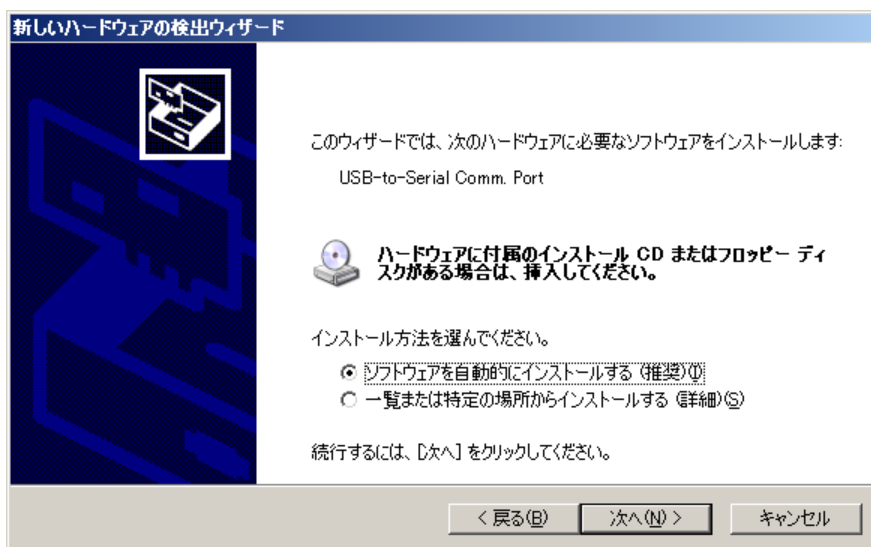 新しいハードウェアの検出ウィザード
このウィザードでは、次のハードウェアに必要なソフトウェアをインストールします:
USB-to-Serial Comm. Port
ハードウェアに付属のインストール CD またはフロッピー ディ
スクがある場合は、挿入してください。
インストール方法を選んでください。
ソフトウェアを自動的にインストールする (推奨)(I)
一覧または特定の場所からインストールする (詳細)(S)
続行するには、[次へ] をクリックしてください。
< 戻る(B)
次へ(N) >
キャンセル